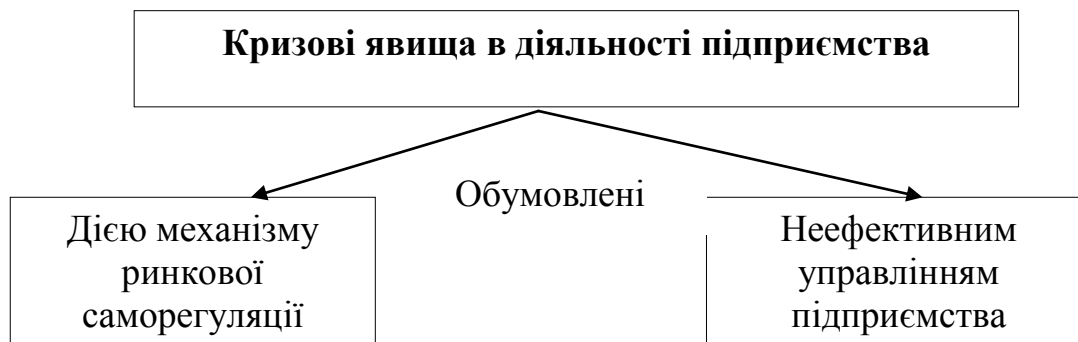 Кризові явища в діяльності підприємства
Обумовлені
Дією механізму
ринкової
саморегуляції
Неефективним
управлінням
підприємства